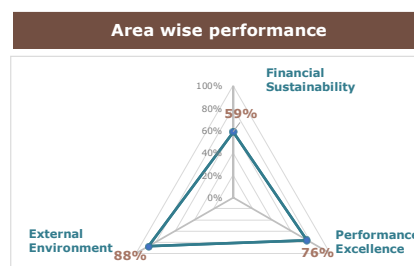 Area wise performance
Financial
Sustainability
100%
80%
59%
60%
40%
20%
0%
External
Environment
88%
Performance
Excellence
76%